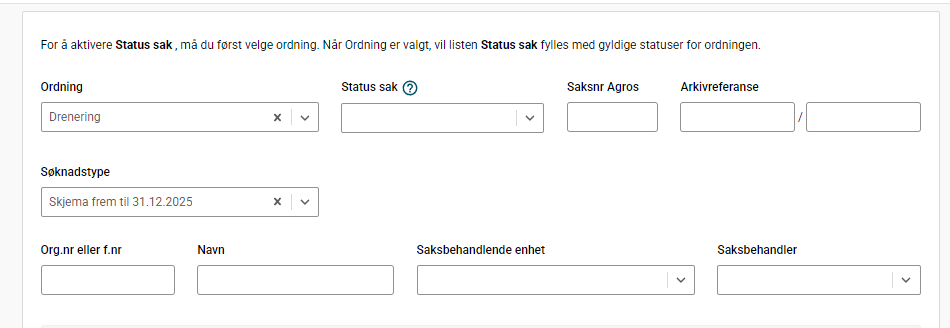 For å aktivere Status sak , må du først velge ordning. Når Ordning er valgt, vil listen Status sak fylles med gyldige statuser for ordningen.
Ordning Status sak ? Saksnr Agros Arkivreferanse
Drenering /
Søknadstype
Skjema frem til 31.12.2025
Org.nr eller f.nr Navn Saksbehandlende enhet Saksbehandler